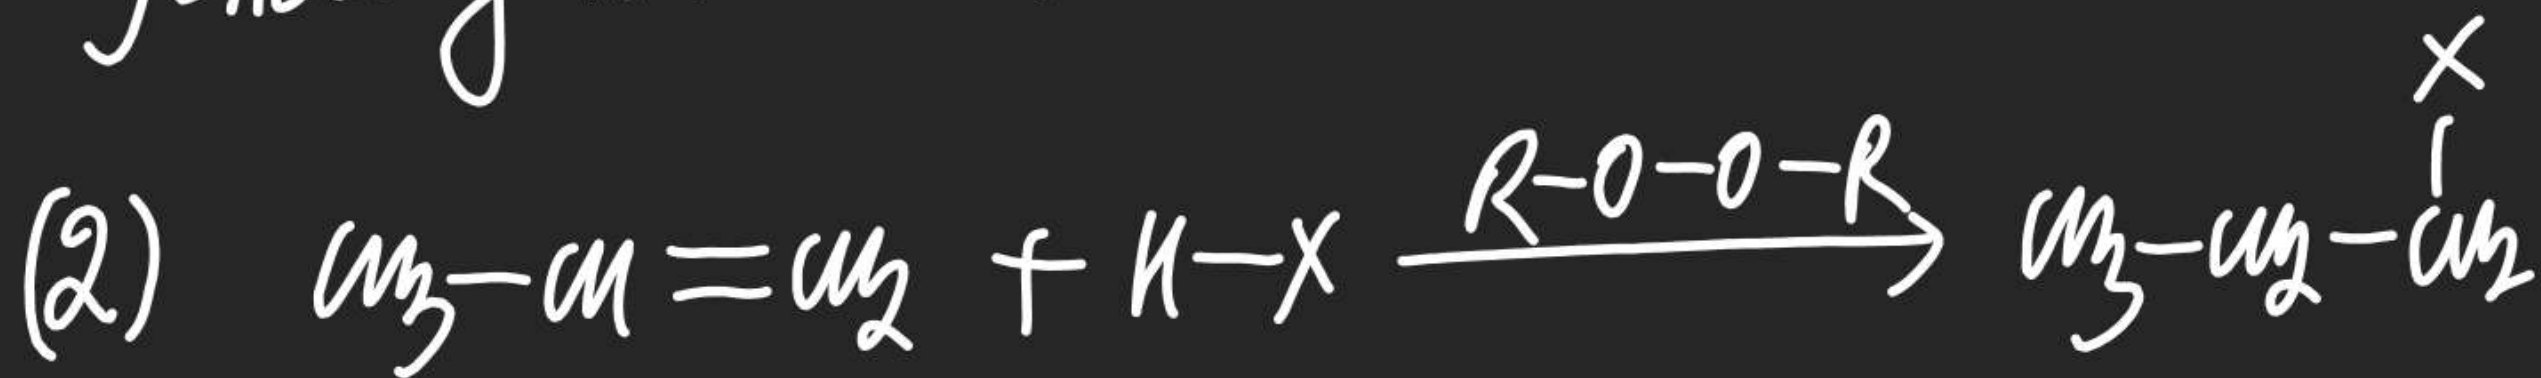 X
R-O-O-R
(2) CH3-CH=CH2 + H-X → CH3-CH2-CH2